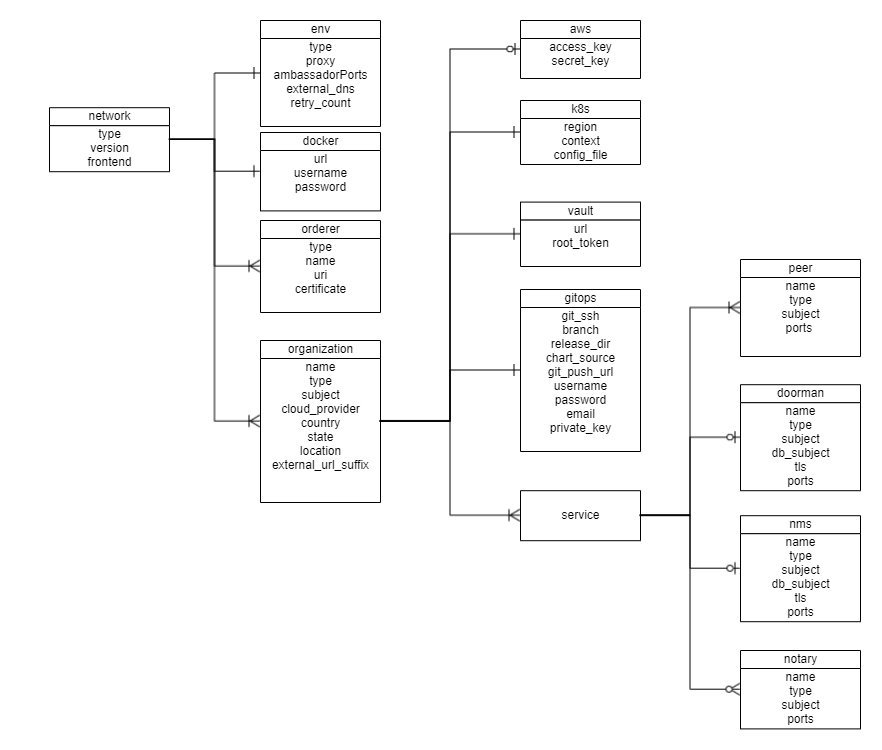 network
type
version
frontend
env
type
proxy
ambassadorPorts
external_dns
retry_count
docker
url
username
password
orderer
type
name
uri
certificate
organization
name
type
subject
cloud_provider
country
state
location
external_url_suffix
aws
access_key
secret_key
k8s
region
context
config_file
vault
url
root_token
gitops
git_ssh
branch
release_dir
chart_source
git_push_url
username
password
email
private_key
service
peer
name
type
subject
ports
doorman
name
type
subject
db_subject
tls
ports
nms
name
type
subject
db_subject
tls
ports
notary
name
type
subject
ports